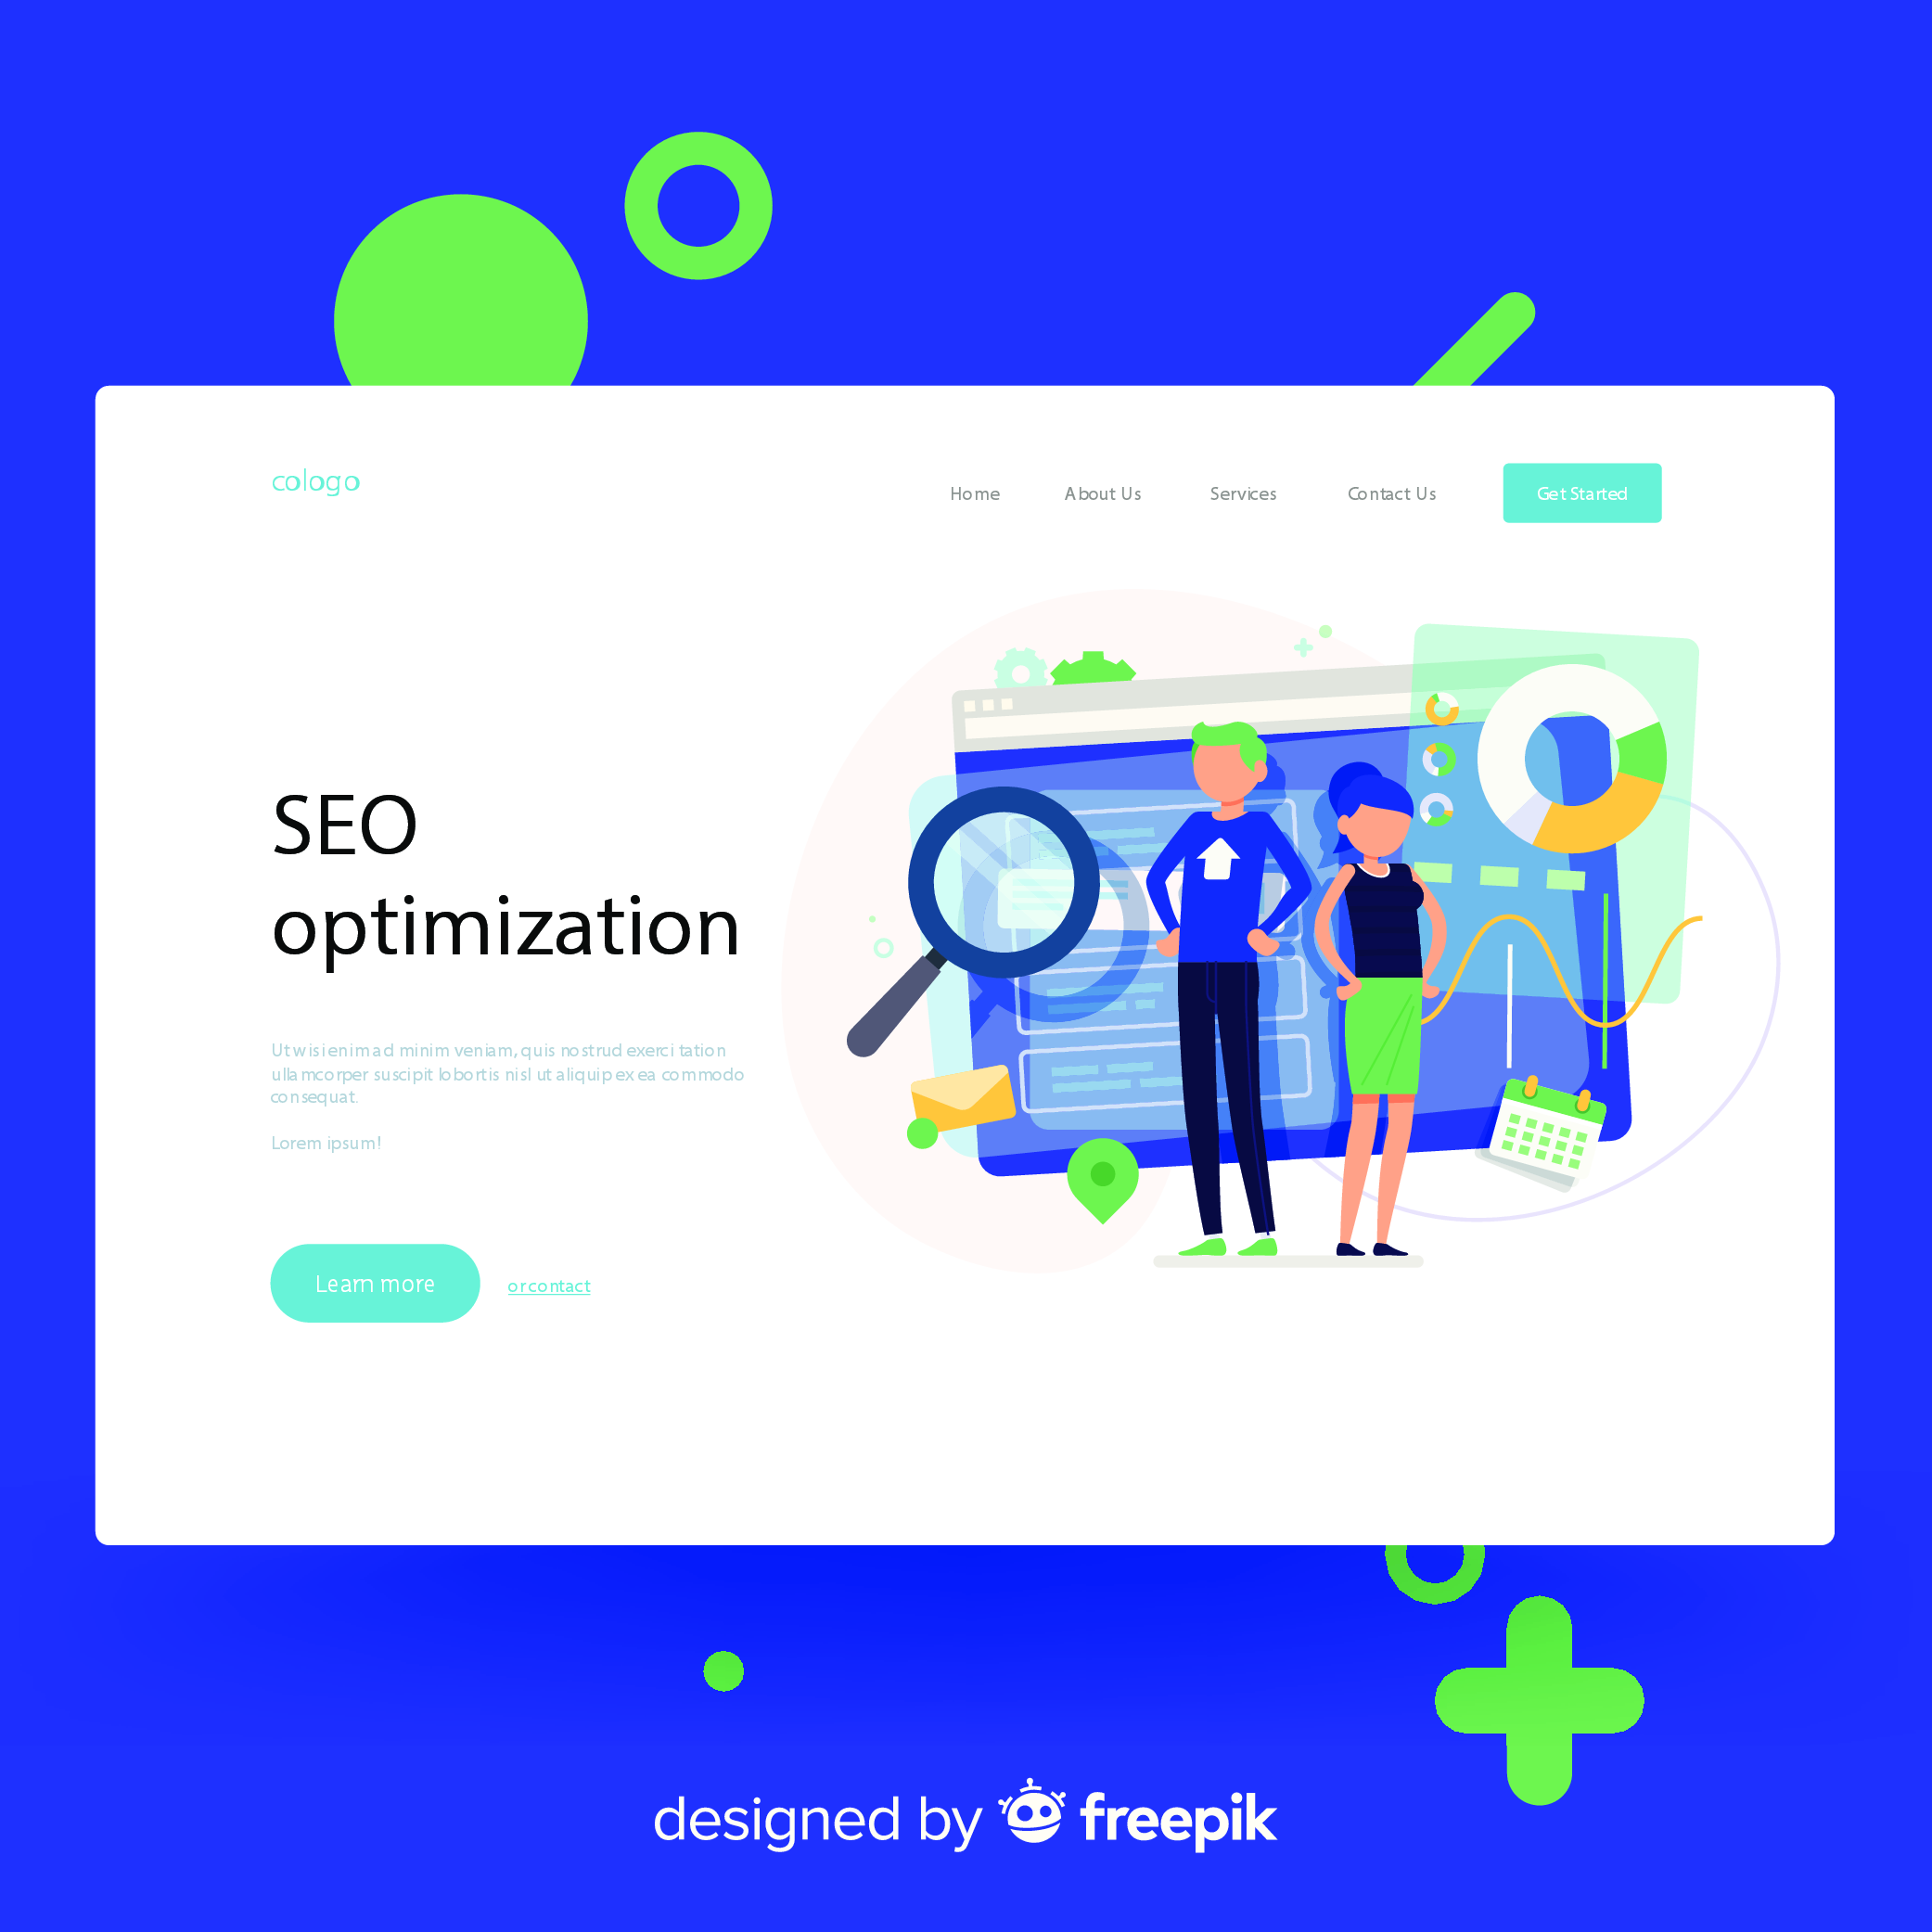 cologo
Home About Us Services Contact Us Get Started
SEO
optimization
Ut wisi enim ad minim veniam, quis nostrud exerci tation
ullamcorper suscipit lobortis nisl ut aliquip ex ea commodo
consequat.
Lorem ipsum!
Learn more or contact
designed by freepik